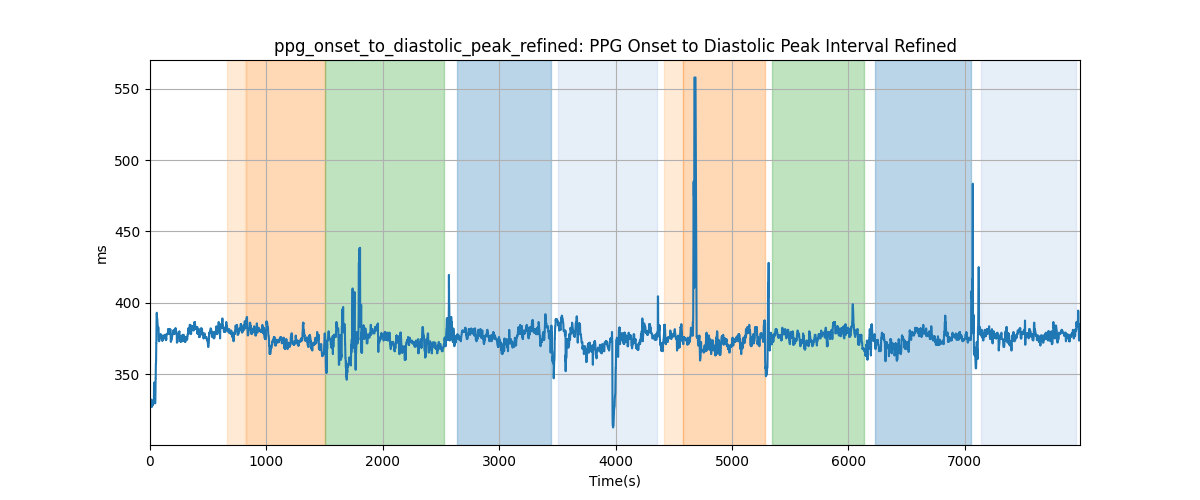 ppg_onset_to_diastolic_peak_refined: PPG Onset to Diastolic Peak Interval Refined
550
500
450
400
350
ms
0 1000 2000 3000 4000 5000 6000 7000
Time(s)